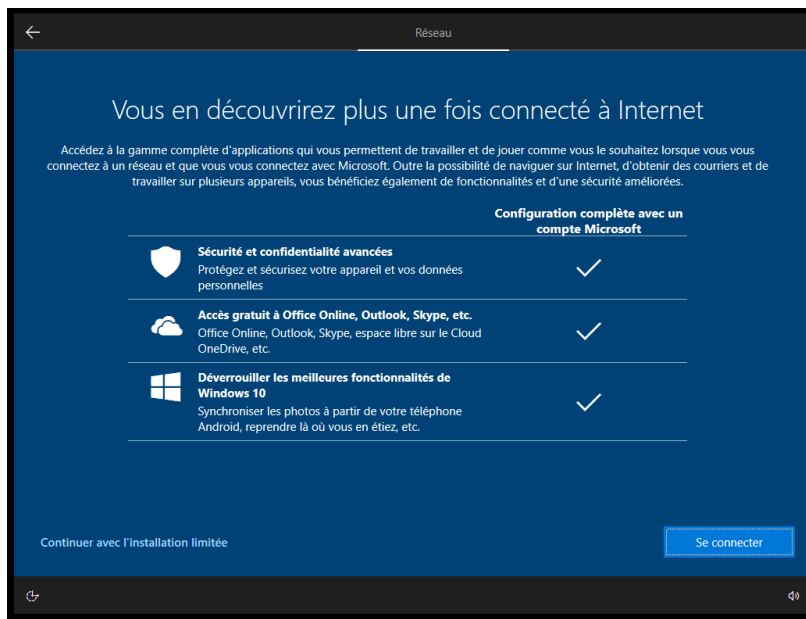 Réseau
Vous en découvrirez plus une fois connecté à Internet
Accédez à la gamme complète d'applications qui vous permettent de travailler et de jouer comme vous le souhaitez lorsque vous vous
connectez à un réseau et que vous vous connectez avec Microsoft. Outre la possibilité de naviguer sur Internet, d'obtenir des courriers et de
travailler sur plusieurs appareils, vous bénéficiez également de fonctionnalités et d'une sécurité améliorées.
Configuration complète avec un
compte Microsoft
Sécurité et confidentialité avancées
Protégez et sécurisez votre appareil et vos données
personnelles
Accès gratuit à Office Online, Outlook, Skype, etc.
Office Online, Outlook, Skype, espace libre sur le Cloud
OneDrive, etc.
Déverrouiller les meilleures fonctionnalités de
Windows 10
Synchroniser les photos à partir de votre téléphone
Android, reprendre là où vous en étiez, etc.
Continuer avec l'installation limitée
Se connecter